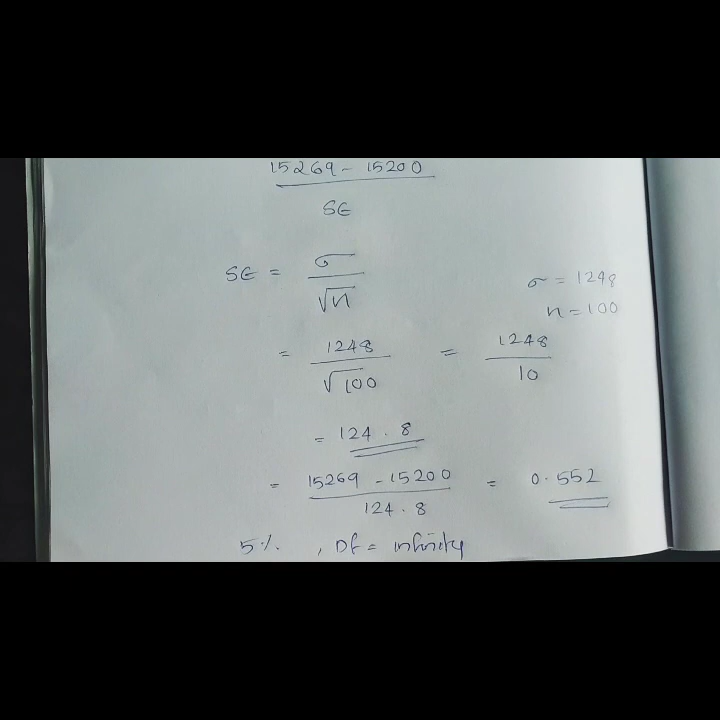 15269 - 15200
SE
SE = σ
√n
σ = 1248
n = 100
= 1248 = 1248
√100 10
= 124.8
= 15269 - 15200 = 0.552
124.8
5%, Df = infinity